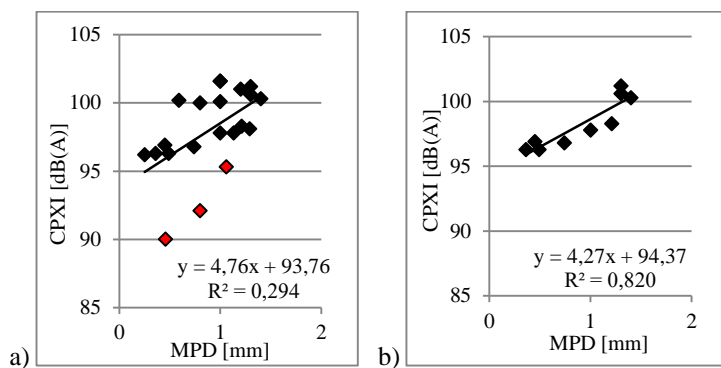 105
100
95
90
85
CPXI [dB(A)]
y = 4,76x + 93,76
R² = 0,294
0
1
2
MPD [mm]
a)
105
100
95
90
85
CPXI [dB(A)]
y = 4,27x + 94,37
R² = 0,820
0
1
2
MPD [mm]
b)